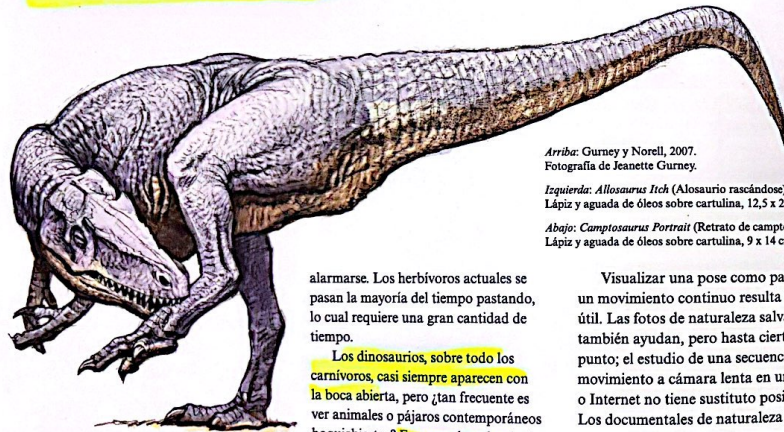 Arriba: Gurney y Norell, 2007.
Fotografía de Jeanette Gurney.
Izquierda: Allosaurus Itch (Alosaurio rascándose)
Lápiz y aguada de óleos sobre cartulina, 12,5 x 2
Abajo: Camptosaurus Portrait (Retrato de campto
Lápiz y aguada de óleos sobre cartulina, 9 x 14 c
alarmarse. Los herbívoros actuales se
pasan la mayoría del tiempo pastando,
lo cual requiere una gran cantidad de
tiempo.
Los dinosaurios, sobre todo los
carnívoros, casi siempre aparecen con
la boca abierta, pero ¿tan frecuente es
ver animales o pájaros contemporáneos
Visualizar una pose como pa
un movimiento continuo resulta
útil. Las fotos de naturaleza salv
también ayudan, pero hasta cier
punto; el estudio de una secuenc
movimiento a cámara lenta en u
o Internet no tiene sustituto posi
Los documentales de naturaleza